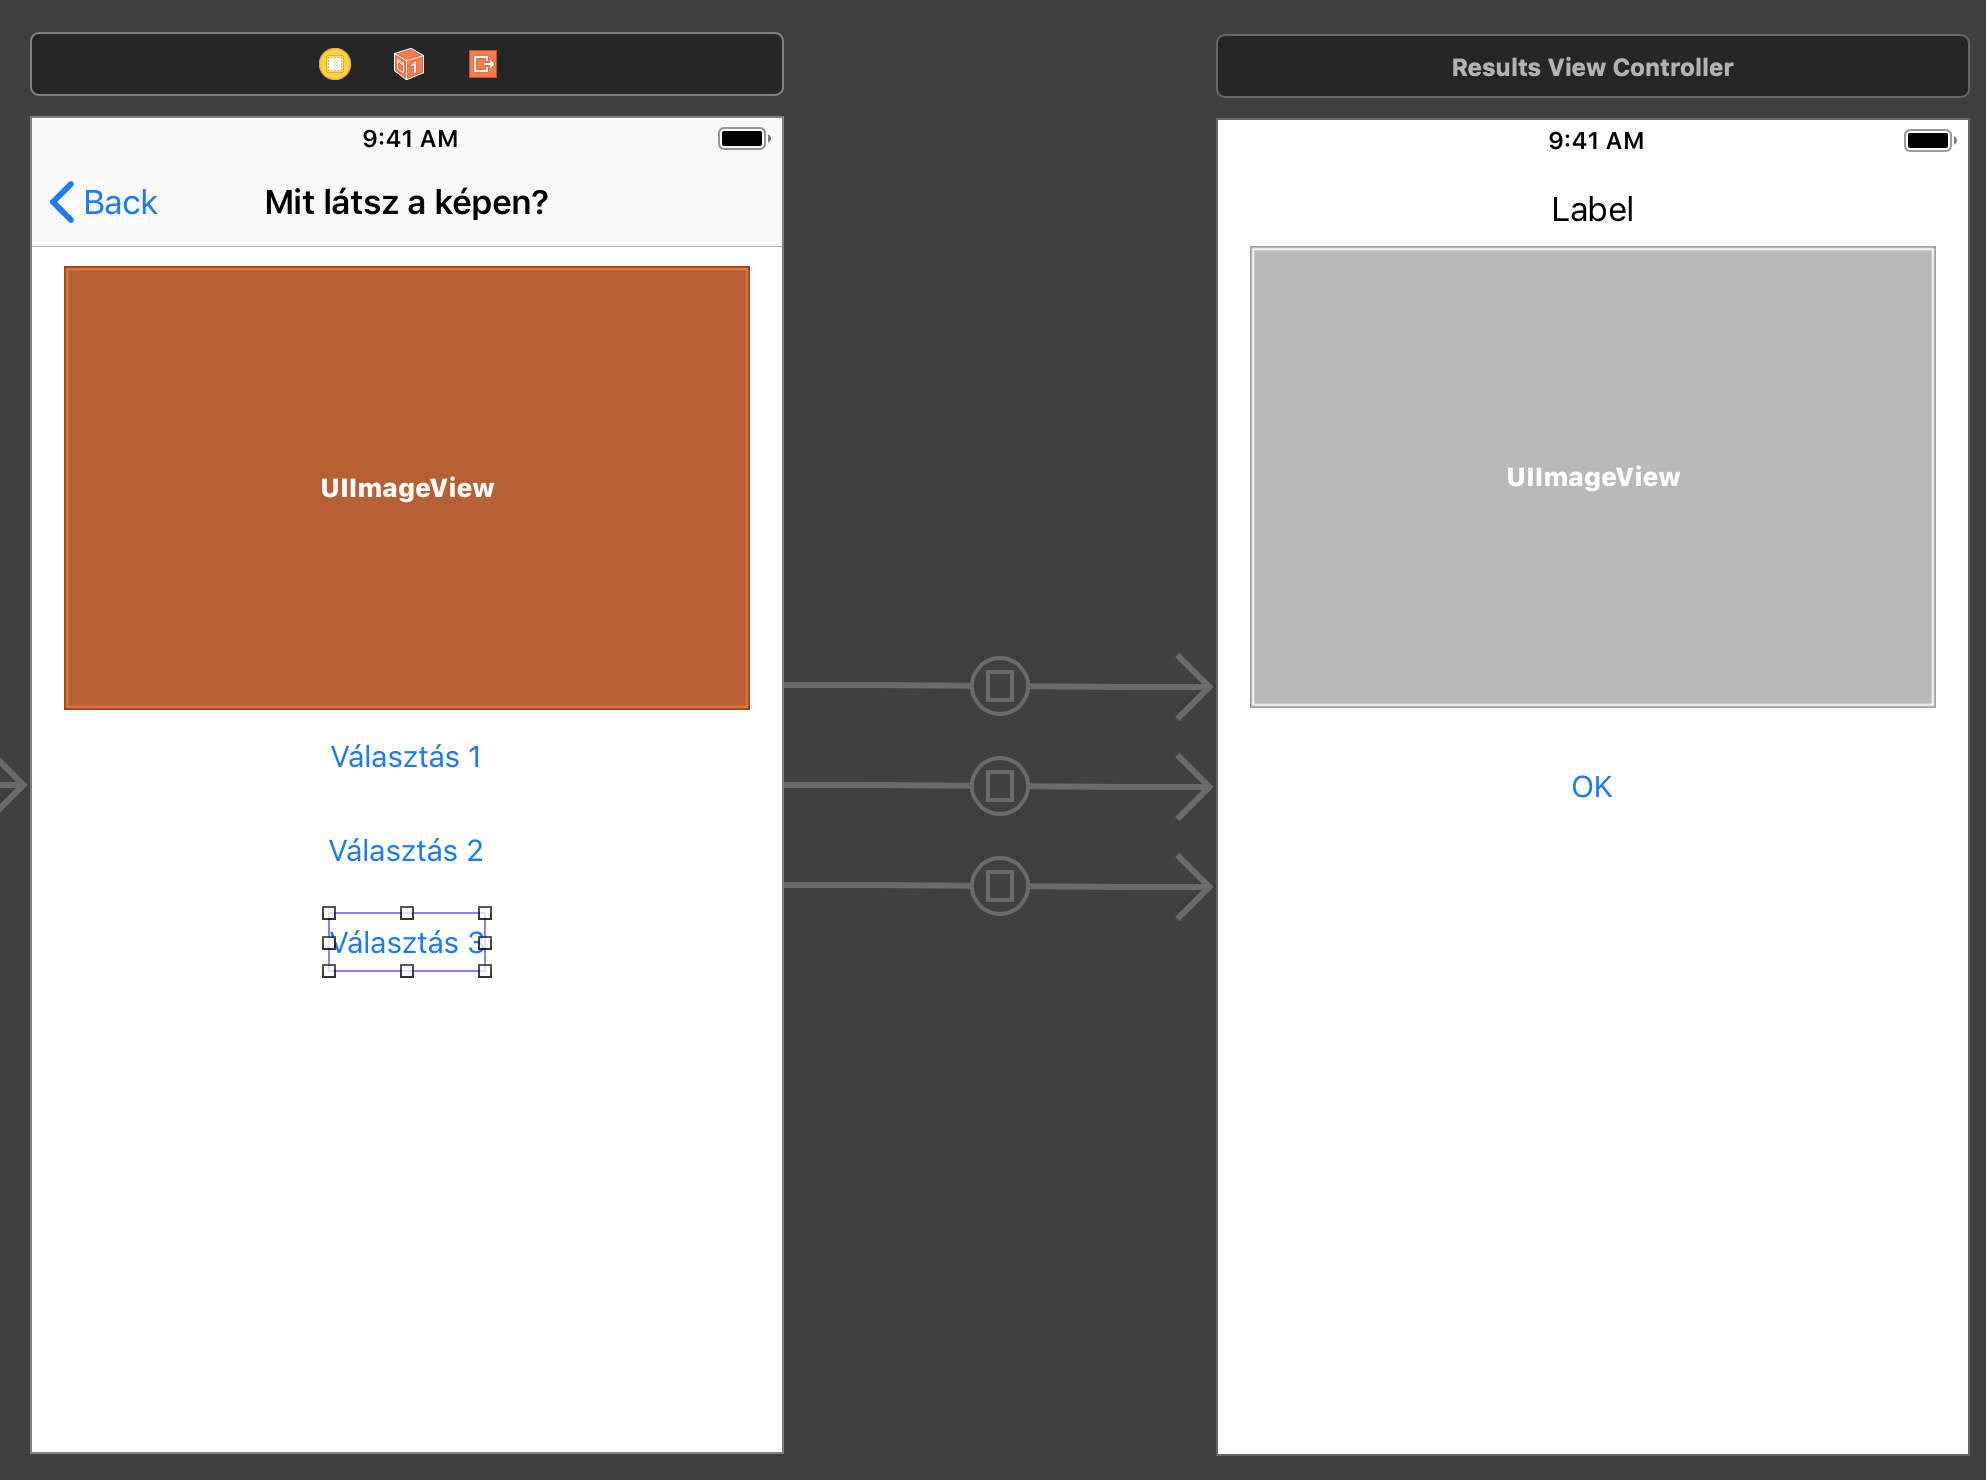 9:41 AM
Back
Mit látsz a képen?
UIImageView
Választás 1
Választás 2
Választás 3
Results View Controller
9:41 AM
Label
UIImageView
OK